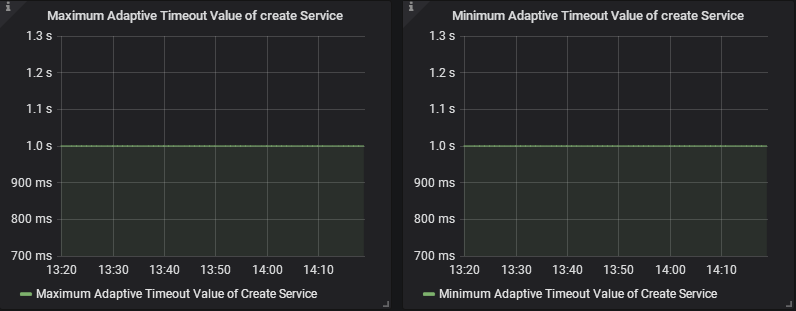 i
Maximum Adaptive Timeout Value of create Service
1.3 s
1.2 s
1.1 s
1.0 s
900 ms
800 ms
700 ms
13:20 13:30 13:40 13:50 14:00 14:10
Maximum Adaptive Timeout Value of Create Service
i
Minimum Adaptive Timeout Value of create Service
1.3 s
1.2 s
1.1 s
1.0 s
900 ms
800 ms
700 ms
13:20 13:30 13:40 13:50 14:00 14:10
Minimum Adaptive Timeout Value of Create Service